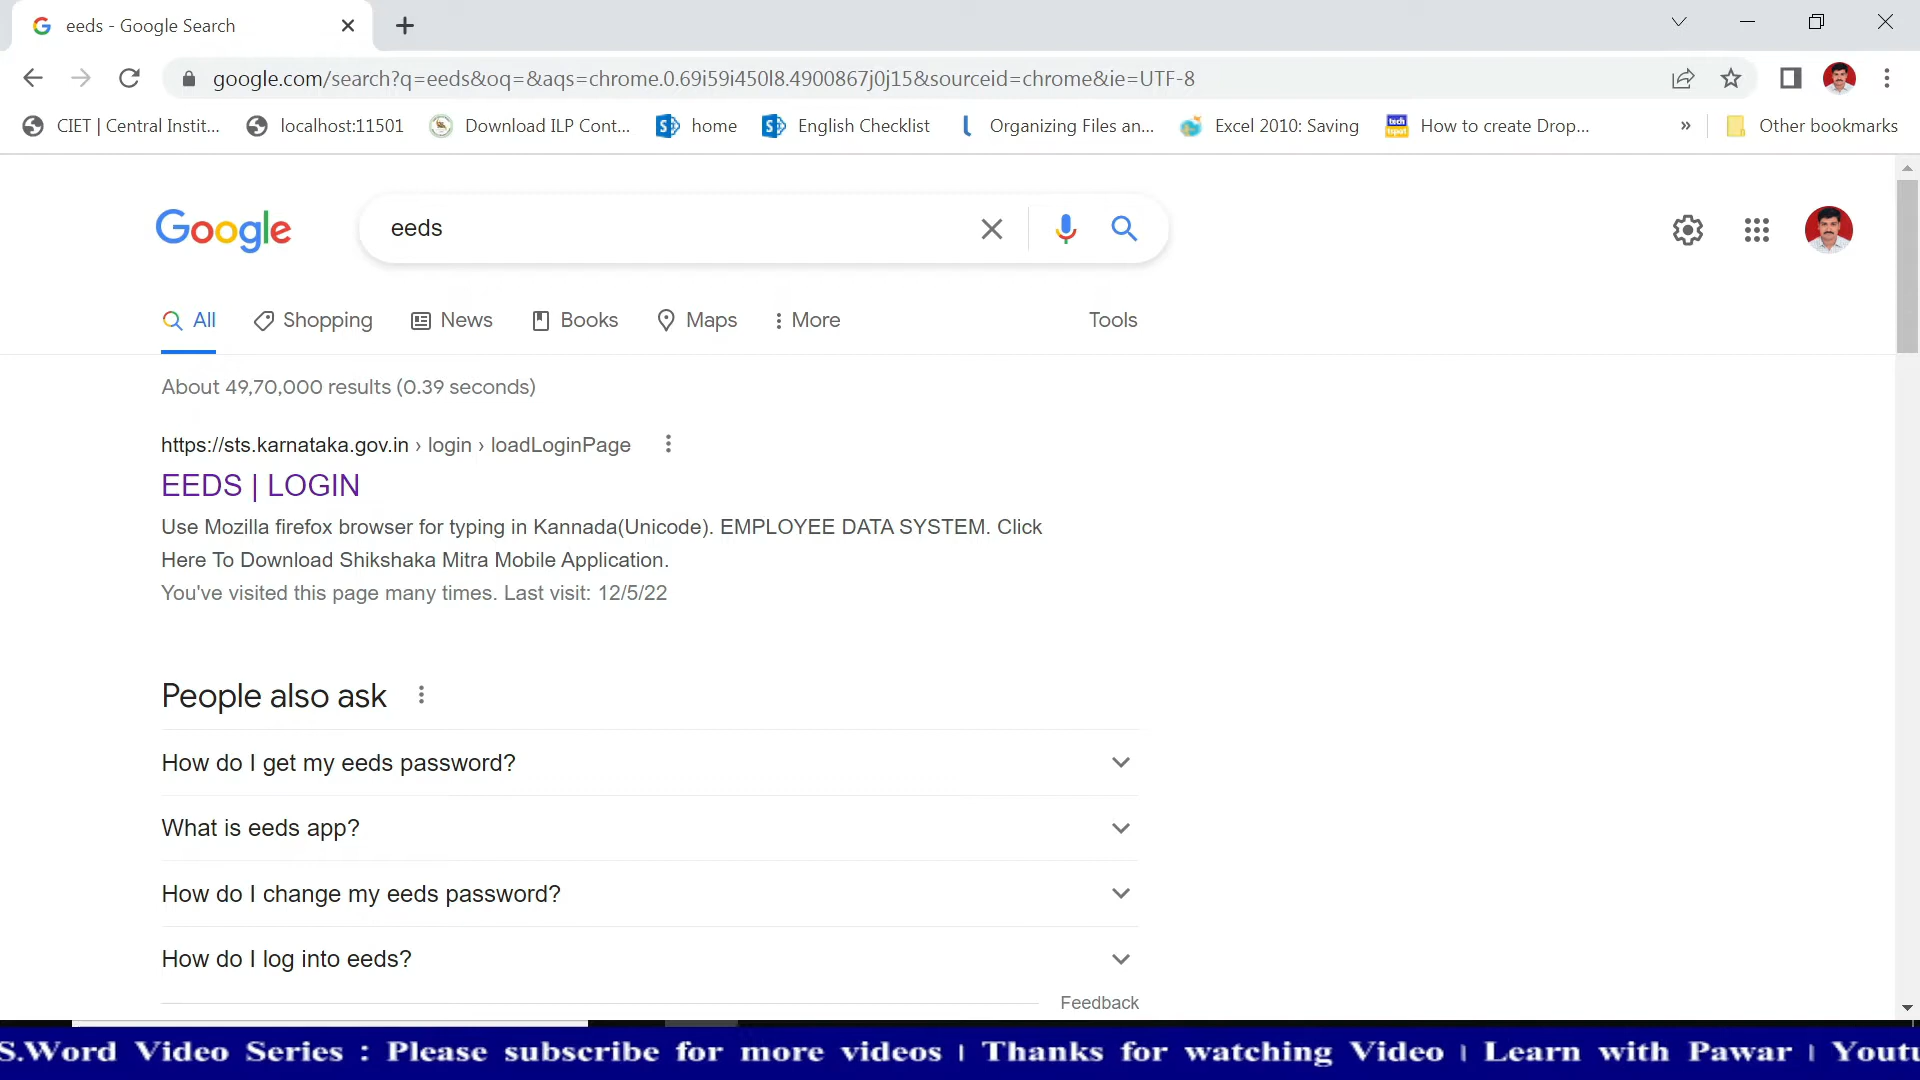 eeds - Google Search
google.com/search?q=eeds&oq=&aqs=chrome.0.69i59i450l8.4900867j0j15&sourceid=chrome&ie=UTF-8
CIET | Central Instit... localhost:11501 Download ILP Cont... home English Checklist Organizing Files an... Excel 2010: Saving tech tspot How to create Drop... » Other bookmarks
Google eeds
All Shopping News Books Maps More Tools
About 49,70,000 results (0.39 seconds)
https://sts.karnataka.gov.in › login › loadLoginPage
EEDS | LOGIN
Use Mozilla firefox browser for typing in Kannada(Unicode). EMPLOYEE DATA SYSTEM. Click
Here To Download Shikshaka Mitra Mobile Application.
You've visited this page many times. Last visit: 12/5/22
People also ask
How do I get my eeds password?
What is eeds app?
How do I change my eeds password?
How do I log into eeds?
Feedback
S.Word Video Series : Please subscribe for more videos | Thanks for watching Video | Learn with Pawar | Youtu